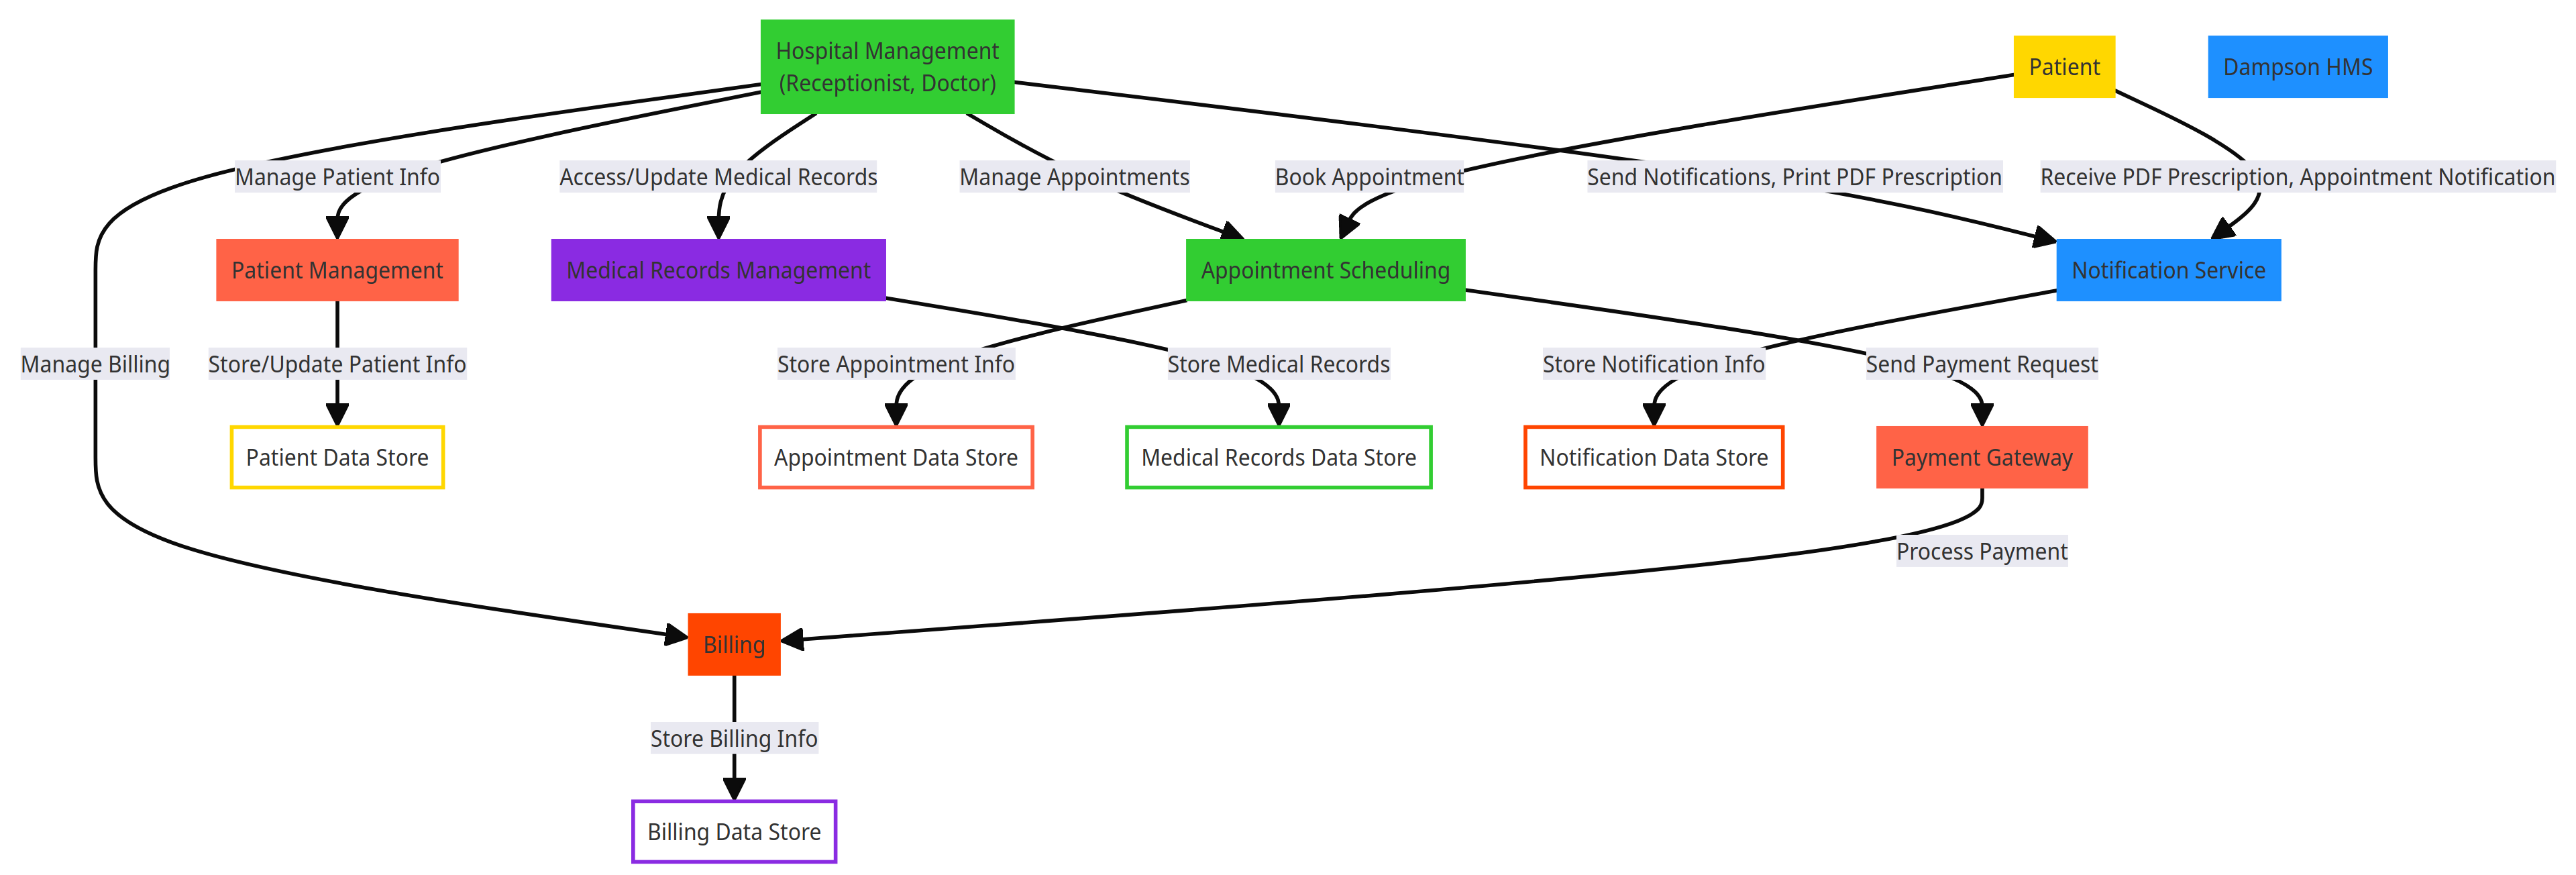 Hospital Management
(Receptionist, Doctor)
Patient
Dampson HMS
Manage Patient Info
Access/Update Medical Records
Manage Appointments
Book Appointment
Send Notifications, Print PDF Prescription
Receive PDF Prescription, Appointment Notification
Patient Management
Medical Records Management
Appointment Scheduling
Notification Service
Manage Billing
Store/Update Patient Info
Store Appointment Info
Store Medical Records
Store Notification Info
Send Payment Request
Patient Data Store
Appointment Data Store
Medical Records Data Store
Notification Data Store
Payment Gateway
Process Payment
Billing
Store Billing Info
Billing Data Store